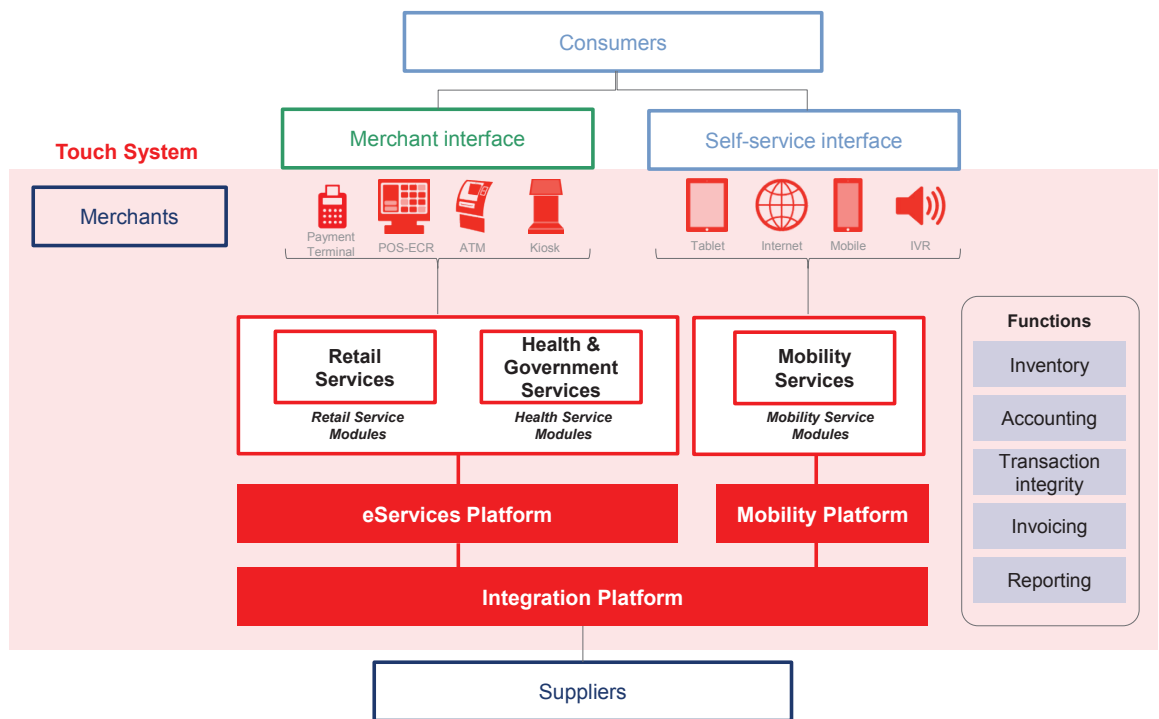 Consumers
Merchant interface
Self-service interface
Touch System
Merchants
Payment
Terminal
POS-ECR
ATM
Kiosk
Tablet
Internet
Mobile
IVR
Retail
Services
Retail Service
Modules
Health &
Government
Services
Health Service
Modules
Mobility
Services
Mobility Service
Modules
Functions
Inventory
Accounting
Transaction
integrity
Invoicing
Reporting
eServices Platform
Mobility Platform
Integration Platform
Suppliers